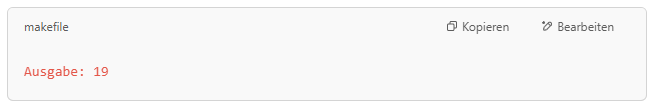 makefile
Kopieren
Bearbeiten
Ausgabe: 19